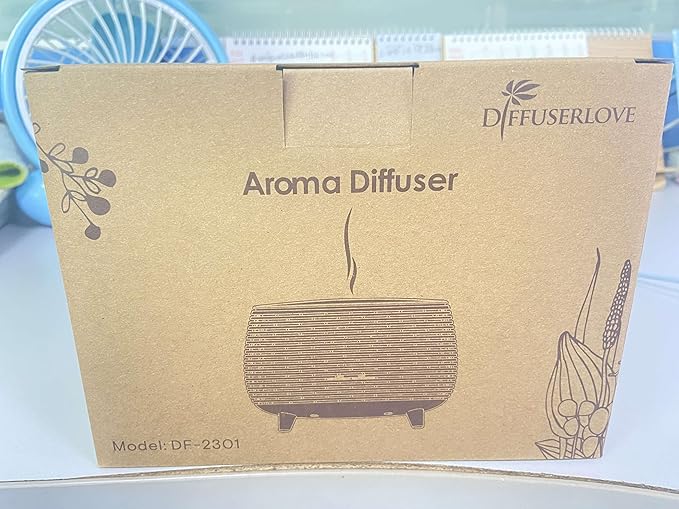 DIFFUSERLOVE
Aroma Diffuser
Model: DF-2301